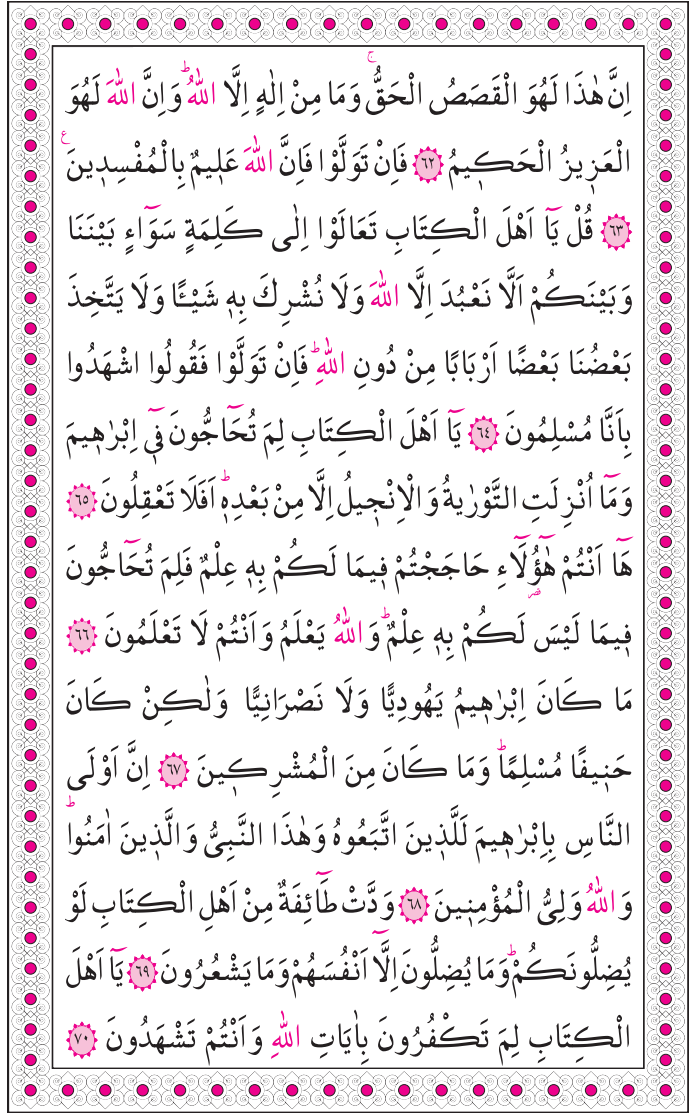 اِنَّ هٰذَا لَهُوَ الْقَصَصُ الْحَقُّۚ وَمَا مِنْ اِلٰهٍ اِلَّا اللّٰهُۜ وَاِنَّ اللّٰهَ لَهُوَ
الْعَز۪يزُ الْحَك۪يمُ ﴿٦٢﴾ فَاِنْ تَوَلَّوْا فَاِنَّ اللّٰهَ عَل۪يمٌ بِالْمُفْسِد۪ينَ۟
﴿٦٣﴾ قُلْ يَٓا اَهْلَ الْكِتَابِ تَعَالَوْا اِلٰى كَلِمَةٍ سَوَٓاءٍ بَيْنَنَا
وَبَيْنَكُمْ اَلَّا نَعْبُدَ اِلَّا اللّٰهَ وَلَا نُشْرِكَ بِه۪ شَيْـًٔا وَلَا يَتَّخِذَ
بَعْضُنَا بَعْضًا اَرْبَابًا مِنْ دُونِ اللّٰهِۜ فَاِنْ تَوَلَّوْا فَقُولُوا اشْهَدُوا
بِاَنَّا مُسْلِمُونَ ﴿٦٤﴾ يَٓا اَهْلَ الْكِتَابِ لِمَ تُحَٓاجُّونَ ف۪ٓي اِبْرٰه۪يمَ
وَمَٓا اُنْزِلَتِ التَّوْرٰيةُ وَالْاِنْج۪يلُ اِلَّا مِنْ بَعْدِه۪ۜ اَفَلَا تَعْقِلُونَ ﴿٦٥﴾
هَٓا اَنْتُمْ هٰٓؤُ۬لَٓاءِ حَاجَجْتُمْ ف۪يمَا لَكُمْ بِه۪ عِلْمٌ فَلِمَ تُحَٓاجُّونَ
ف۪يمَا لَيْسَ لَكُمْ بِه۪ عِلْمٌۜ وَاللّٰهُ يَعْلَمُ وَاَنْتُمْ لَا تَعْلَمُونَ ﴿٦٦﴾
مَا كَانَ اِبْرٰه۪يمُ يَهُودِيًّا وَلَا نَصْرَانِيًّا وَلٰكِنْ كَانَ
حَن۪يفًا مُسْلِمًاۜ وَمَا كَانَ مِنَ الْمُشْرِك۪ينَ ﴿٦٧﴾ اِنَّ اَوْلَى
النَّاسِ بِاِبْرٰه۪يمَ لَلَّذ۪ينَ اتَّبَعُوهُ وَهٰذَا النَّبِيُّ وَالَّذ۪ينَ اٰمَنُواۜ
وَاللّٰهُ وَلِيُّ الْمُؤْمِن۪ينَ ﴿٦٨﴾ وَدَّتْ طَٓائِفَةٌ مِنْ اَهْلِ الْكِتَابِ لَوْ
يُضِلُّونَكُمْۜ وَمَا يُضِلُّونَ اِلَّٓا اَنْفُسَهُمْ وَمَا يَشْعُرُونَ ﴿٦٩﴾ يَٓا اَهْلَ
الْكِتَابِ لِمَ تَكْفُرُونَ بِاٰيَاتِ اللّٰهِ وَاَنْتُمْ تَشْهَدُونَ ﴿٧٠﴾